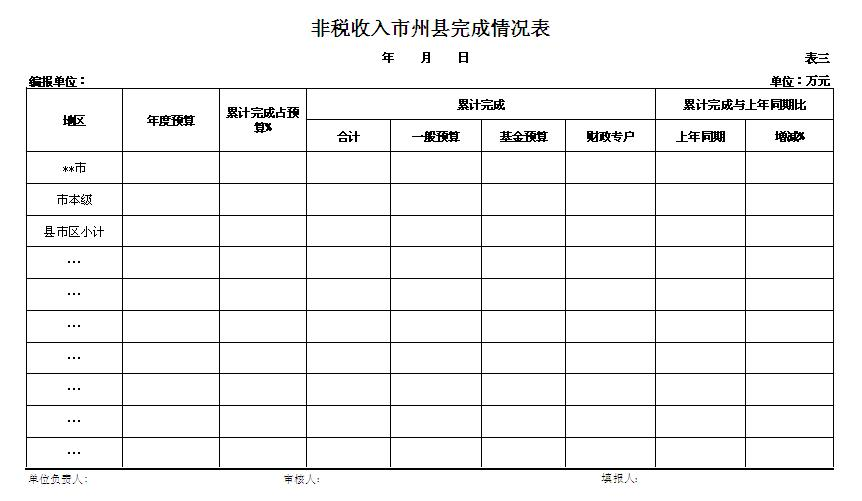 非税收入市州县完成情况表
年 月 日 表三
编报单位： 单位：万元
地区 年度预算 累计完成占预算% 累计完成 累计完成与上年同期比
合计 一般预算 基金预算 财政专户 上年同期 增减%
**市
市本级
县市区小计
…
…
…
…
…
…
…
单位负责人： 审核人： 填报人：